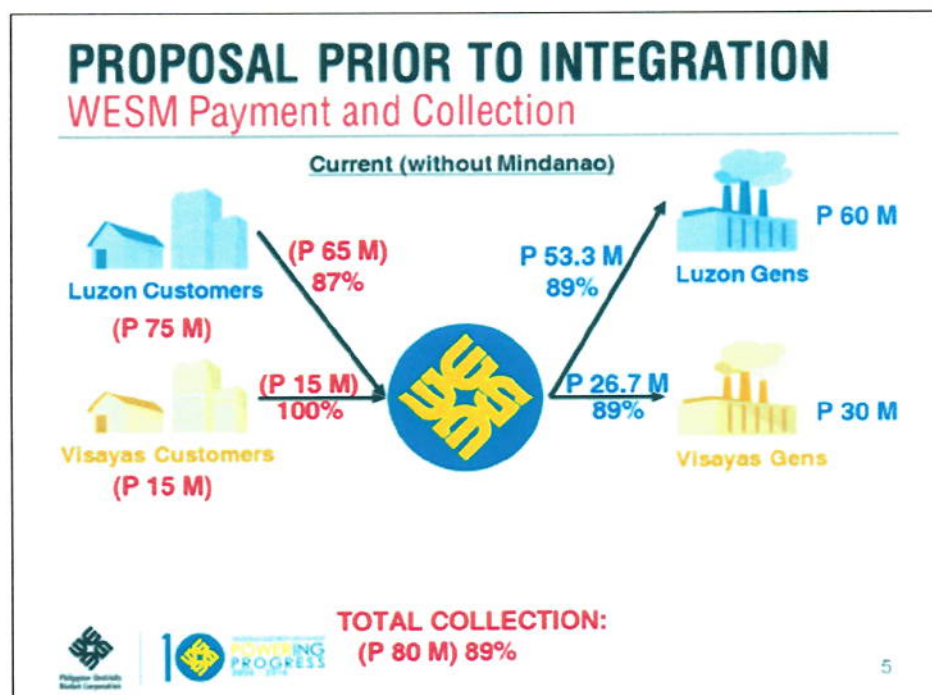 PROPOSAL PRIOR TO INTEGRATION
WESM Payment and Collection
Current (without Mindanao)
Luzon Customers
(P 75 M)
(P 65 M)
87%
P 53.3 M
89%
Luzon Gens
P 60 M
Visayas Customers
(P 15 M)
(P 15 M)
100%
P 26.7 M
89%
Visayas Gens
P 30 M
TOTAL COLLECTION:
(P 80 M) 89%
10
POWERING
PROGRESS
5